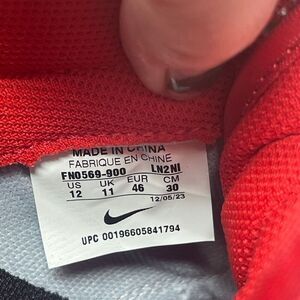 MADE IN CHINA
FABRIQUE EN CHINE
FN0569-900 LN2NI
US UK EUR CM
12 11 46 30
12/05/23
UPC 00196605841794